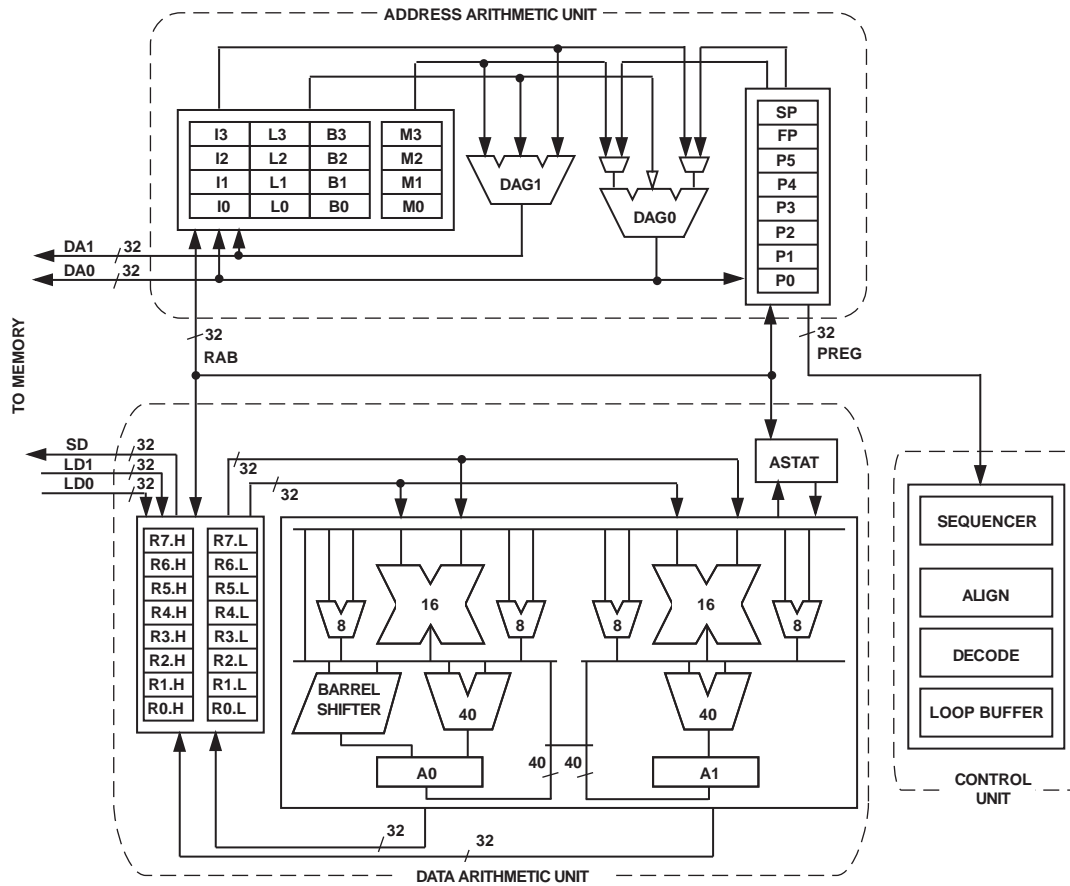 ADDRESS ARITHMETIC UNIT
I3 L3 B3 M3
I2 L2 B2 M2
I1 L1 B1 M1
I0 L0 B0 M0
DAG1
DAG0
SP
FP
P5
P4
P3
P2
P1
P0
DA1 32
DA0 32
32
RAB
32
PREG
TO MEMORY
SD 32
LD1 32
LD0 32
32
32
ASTAT
R7.H R7.L
R6.H R6.L
R5.H R5.L
R4.H R4.L
R3.H R3.L
R2.H R2.L
R1.H R1.L
R0.H R0.L
8 16 8 8 16 8
BARREL
SHIFTER
40 40
A0 40 40 A1
32
32
DATA ARITHMETIC UNIT
SEQUENCER
ALIGN
DECODE
LOOP BUFFER
CONTROL
UNIT